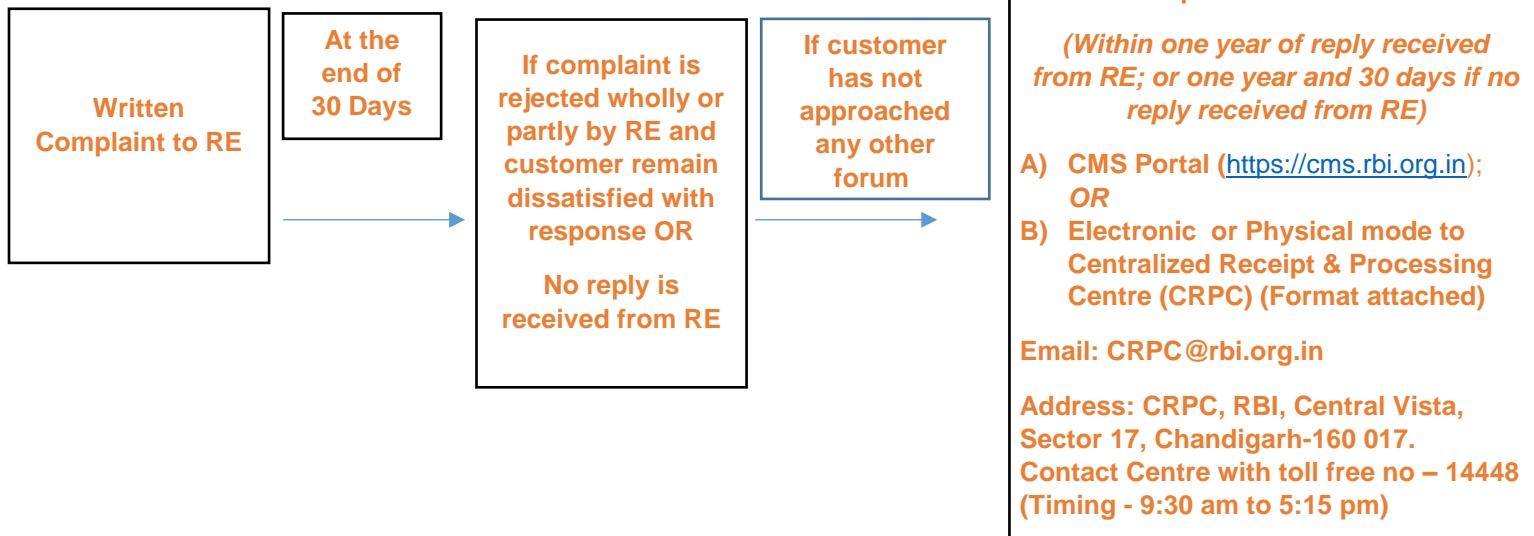 Written
Complaint to RE
At the
end of
30 Days
If complaint is
rejected wholly or
partly by RE and
customer remain
dissatisfied with
response OR
No reply is
received from RE
If customer
has not
approached
any other
forum
(Within one year of reply received
from RE; or one year and 30 days if no
reply received from RE)
A) CMS Portal (https://cms.rbi.org.in);
OR
B) Electronic or Physical mode to
Centralized Receipt & Processing
Centre (CRPC) (Format attached)
Email: CRPC@rbi.org.in
Address: CRPC, RBI, Central Vista,
Sector 17, Chandigarh-160 017.
Contact Centre with toll free no – 14448
(Timing - 9:30 am to 5:15 pm)